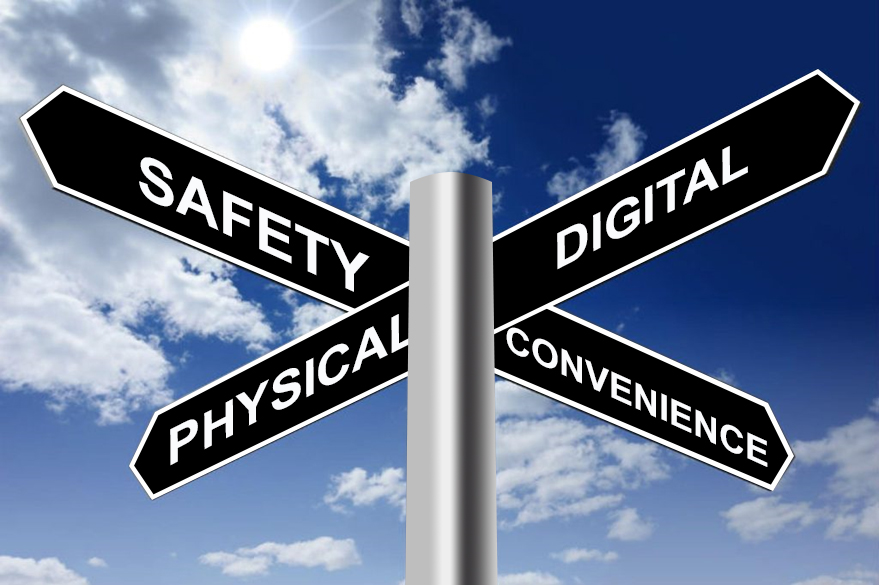 SAFETY
DIGITAL
PHYSICAL
CONVENIENCE